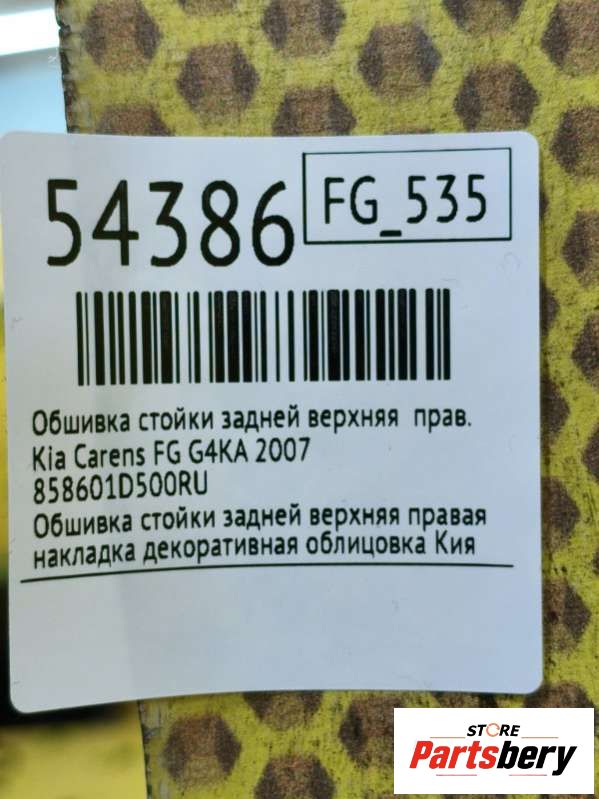 54386
FG_535
Обшивка стойки задней верхняя прав.
Kia Carens FG G4KA 2007
858601D500RU
Обшивка стойки задней верхняя правая
накладка декоративная облицовка Кия
STORE
Partsbery